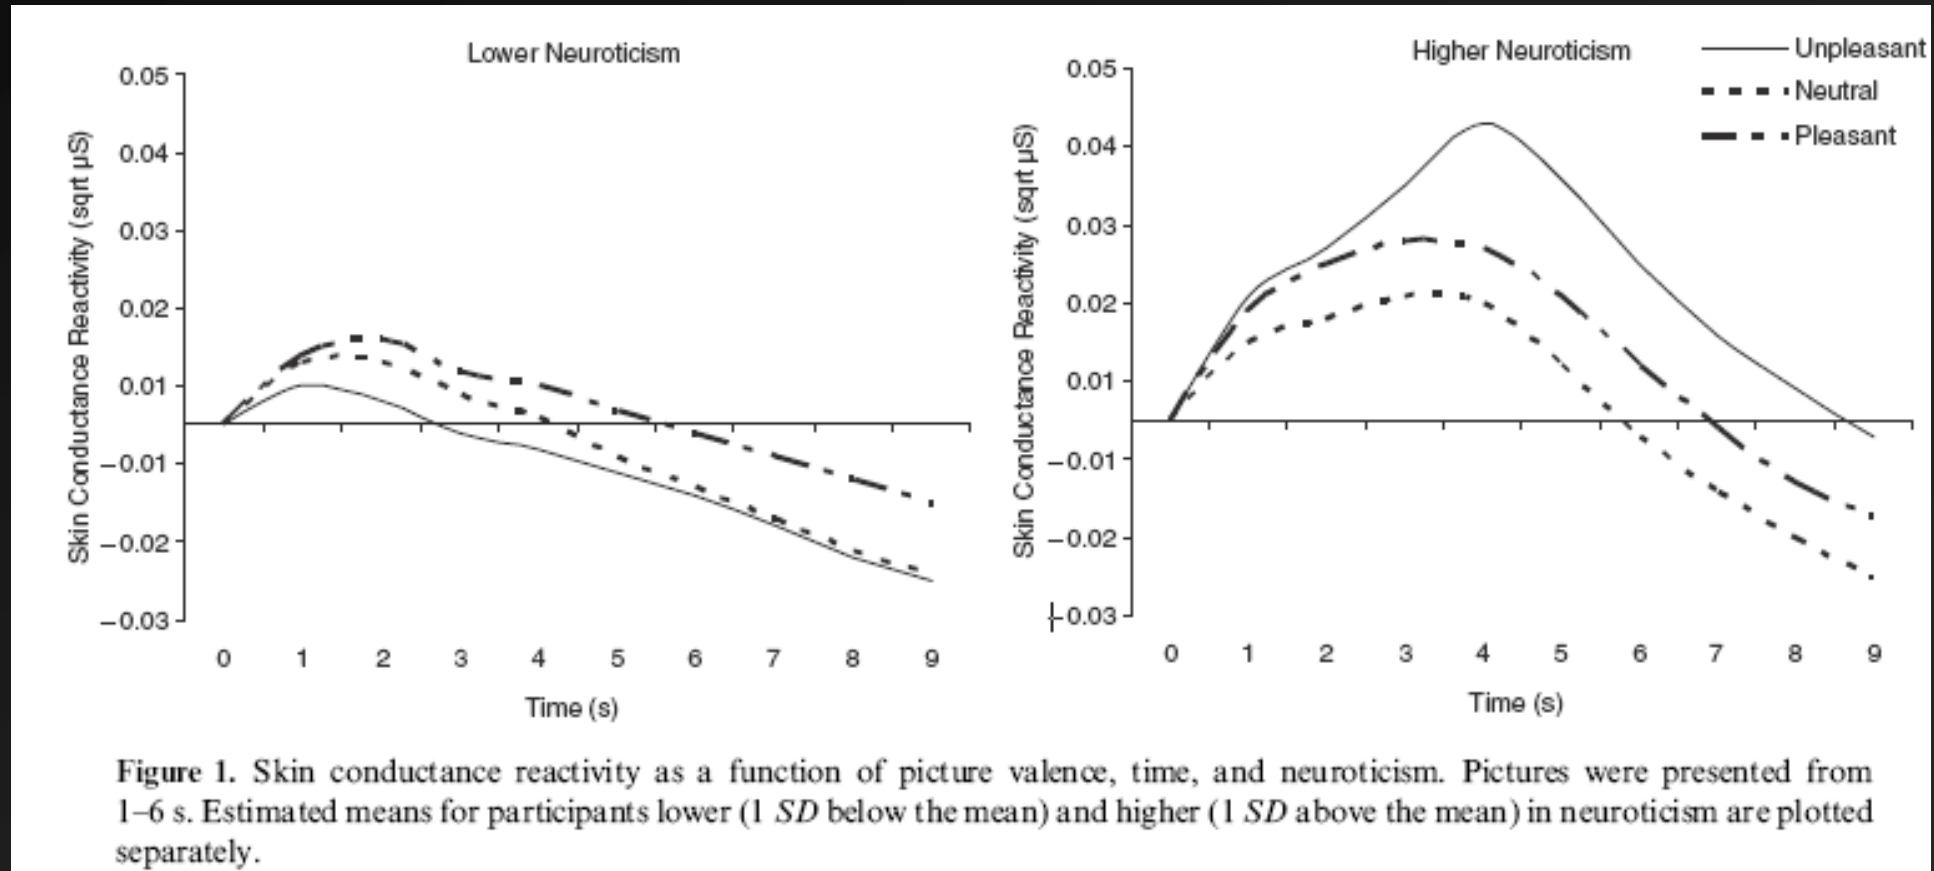 Lower Neuroticism
Skin Conductance Reactivity (sqrt µS)
0.05
0.04
0.03
0.02
0.01
−0.01
−0.02
−0.03
0 1 2 3 4 5 6 7 8 9
Time (s)
Higher Neuroticism
Unpleasant
Neutral
Pleasant
Skin Conductance Reactivity (sqrt µS)
0.05
0.04
0.03
0.02
0.01
−0.01
−0.02
−0.03
0 1 2 3 4 5 6 7 8 9
Time (s)
Figure 1. Skin conductance reactivity as a function of picture valence, time, and neuroticism. Pictures were presented from
1–6 s. Estimated means for participants lower (1 SD below the mean) and higher (1 SD above the mean) in neuroticism are plotted
separately.